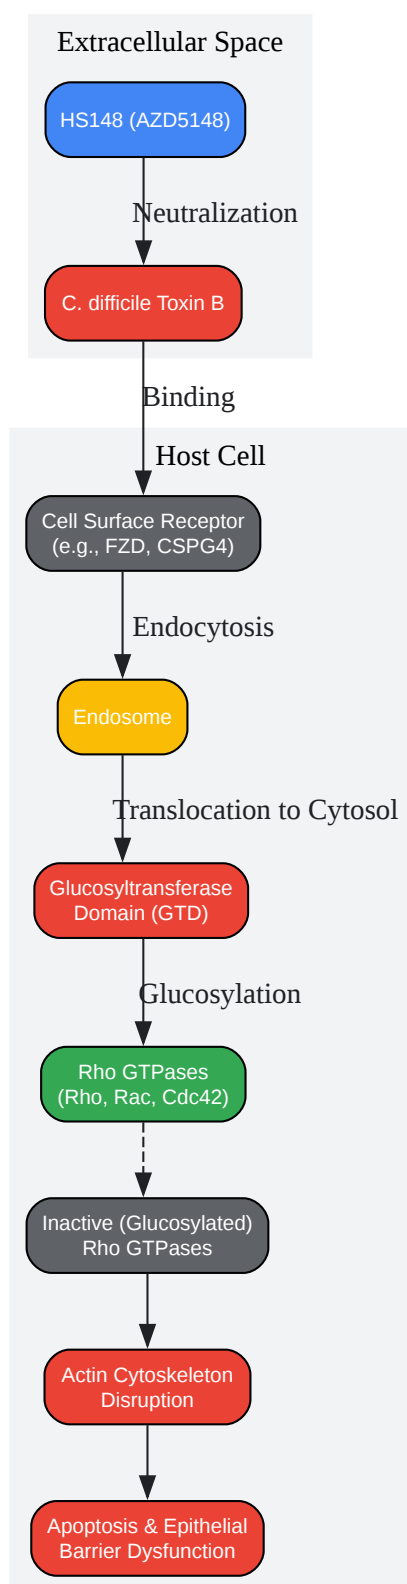 Extracellular Space
HS148 (AZD5148)
Neutralization
C. difficile Toxin B
Binding
Host Cell
Cell Surface Receptor
(e.g., FZD, CSPG4)
Endocytosis
Endosome
Translocation to Cytosol
Glucosyltransferase
Domain (GTD)
Glucosylation
Rho GTPases
(Rho, Rac, Cdc42)
Inactive (Glucosylated)
Rho GTPases
Actin Cytoskeleton
Disruption
Apoptosis & Epithelial
Barrier Dysfunction